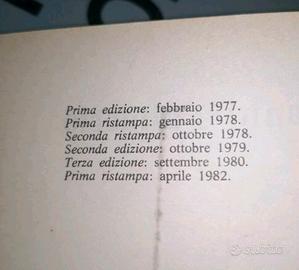 Prima edizione: febbraio 1977.
Prima ristampa: gennaio 1978.
Seconda ristampa: ottobre 1978.
Seconda edizione: ottobre 1979.
Terza edizione: settembre 1980.
Prima ristampa: aprile 1982.
subito